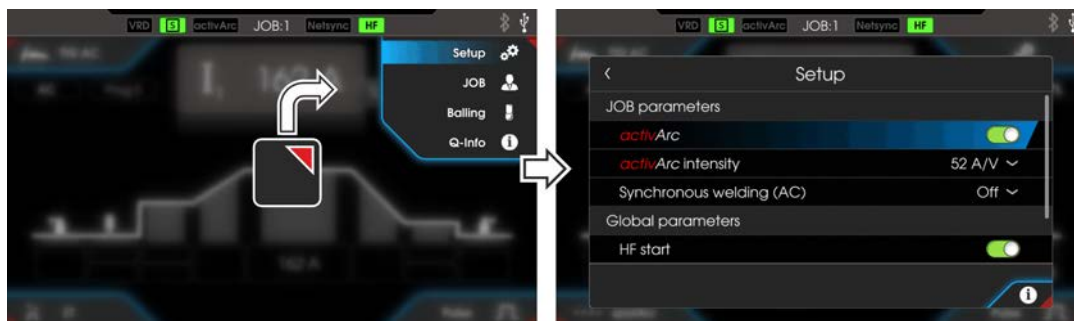 VRD S activArc JOB:1 Netsync HF
Setup
JOB
Balling
Q-Info
162 A
VRD S activArc JOB:1 Netsync HF
Setup
JOB parameters
activArc
activArc intensity 52 A/V
Synchronous welding (AC) Off
Global parameters
HF start